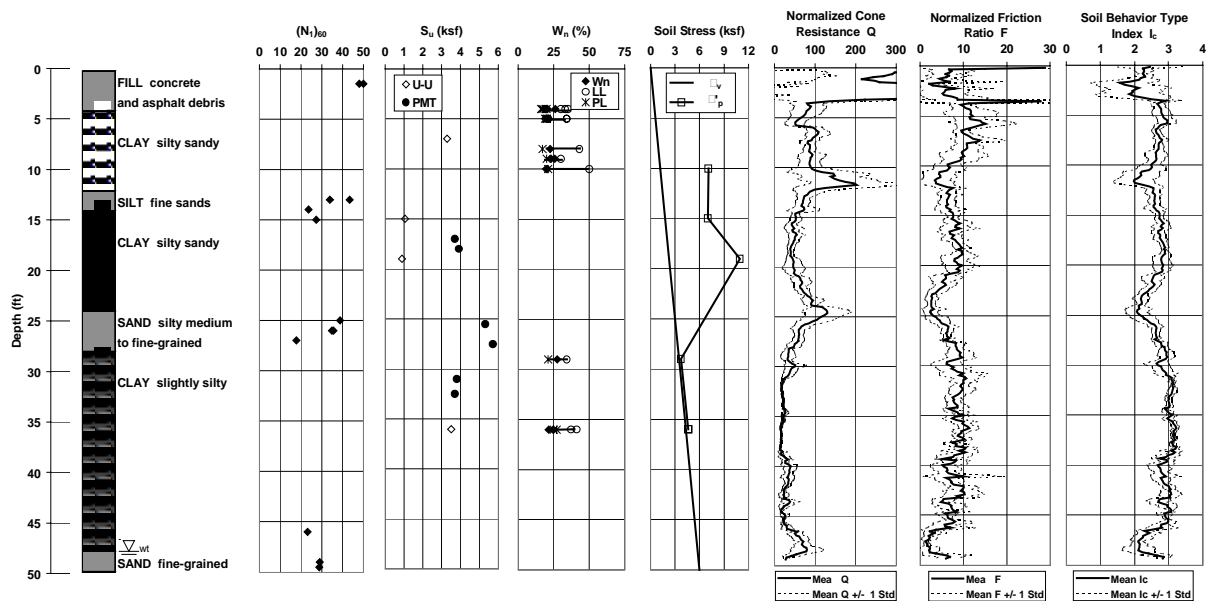 (N1)60
Su (ksf)
Wn (%)
Soil Stress (ksf)
Normalized Cone
Resistance Q
Normalized Friction
Ratio F
Soil Behavior Type
Index Ic
0 10 20 30 40 50
0 1 2 3 4 5 6
0 25 50 75
0 3 6 9 12
0 100 200 300
0 10 20 30
0 1 2 3 4
Depth (ft)
0
5
10
15
20
25
30
35
40
45
50
FILL concrete
and asphalt debris
CLAY silty sandy
SILT fine sands
CLAY silty sandy
SAND silty medium
to fine-grained
CLAY slightly silty
wt
SAND fine-grained
U-U
PMT
Wn
LL
PL
v
'p
Mea Q
Mean Q +/- 1 Std
Mea F
Mean F +/- 1 Std
Mean Ic
Mean Ic +/- 1 Std